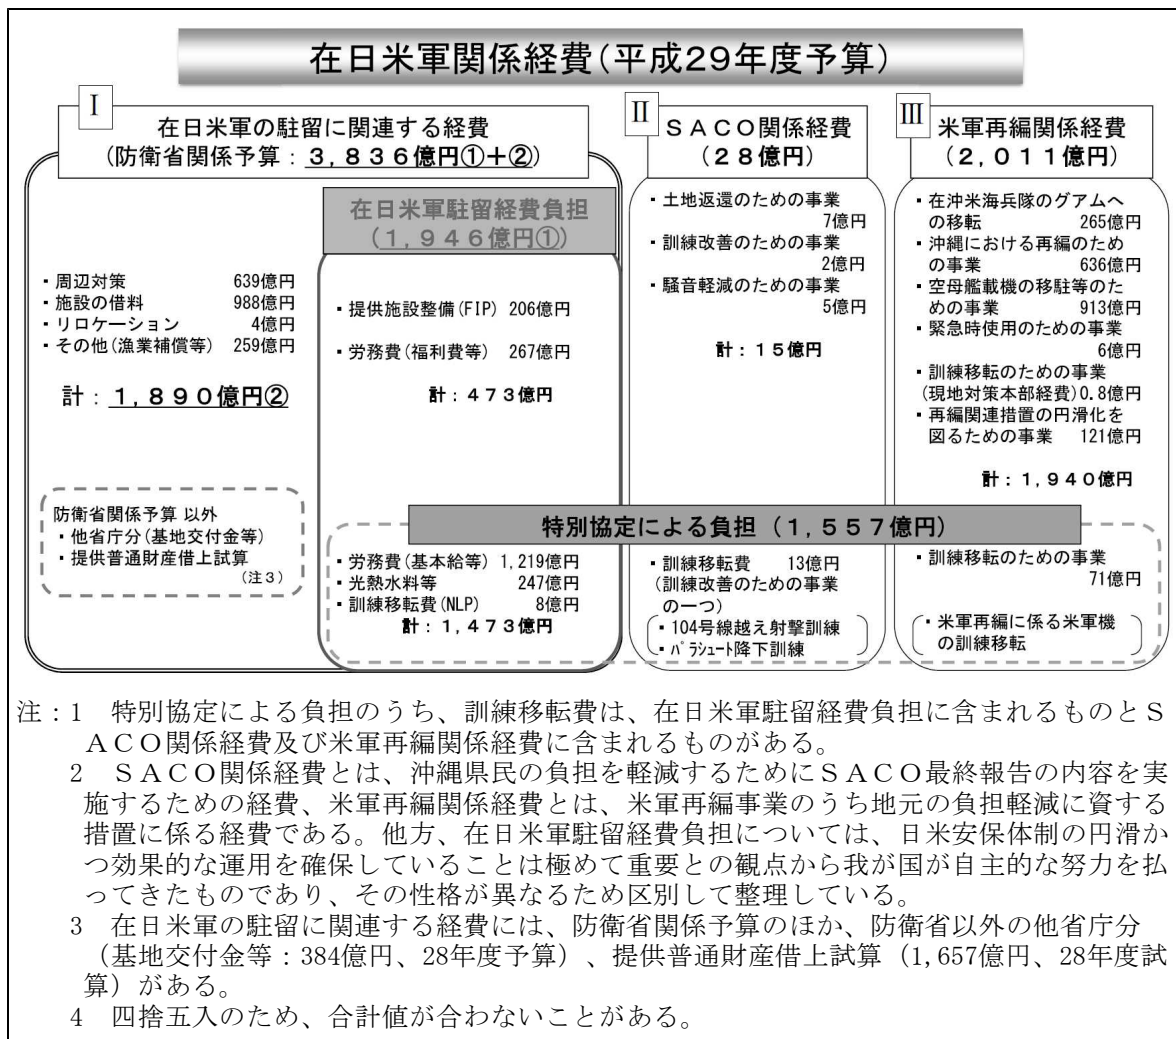 在日米軍関係経費(平成29年度予算)
Ⅰ
在日米軍の駐留に関連する経費
(防衛省関係予算:3,836億円①+②)
・周辺対策 639億円
・施設の借料 988億円
・リロケーション 4億円
・その他(漁業補償等) 259億円
計:1,890億円②
防衛省関係予算 以外
・他省庁分(基地交付金等)
・提供普通財産借上試算
(注3)
在日米軍駐留経費負担
(1,946億円①)
・提供施設整備(FIP) 206億円
・労務費(福利費等) 267億円
計:473億円
Ⅱ
SACO関係経費
(28億円)
・土地返還のための事業
7億円
・訓練改善のための事業
2億円
・騒音軽減のための事業
5億円
計:15億円
Ⅲ
米軍再編関係経費
(2,011億円)
・在沖米海兵隊のグアムへ
の移転 265億円
・沖縄における再編のため
の事業 636億円
・空母艦載機の移駐等のた
めの事業 913億円
・緊急時使用のための事業
6億円
・訓練移転のための事業
(現地対策本部経費)0.8億円
・再編関連措置の円滑化を
図るための事業 121億円
計:1,940億円
特別協定による負担(1,557億円)
・労務費(基本給等) 1,219億円
・光熱水料等 247億円
・訓練移転費(NLP) 8億円
計:1,473億円
・訓練移転費 13億円
(訓練改善のための事業
の一つ)
・104号線越え射撃訓練
・パラシュート降下訓練
・訓練移転のための事業
71億円
・米軍再編に係る米軍機
の訓練移転
注:1 特別協定による負担のうち、訓練移転費は、在日米軍駐留経費負担に含まれるものとS
ACO関係経費及び米軍再編関係経費に含まれるものがある。
2 SACO関係経費とは、沖縄県民の負担を軽減するためにSACO最終報告の内容を実
施するための経費、米軍再編関係経費とは、米軍再編事業のうち地元の負担軽減に資する
措置に係る経費である。他方、在日米軍駐留経費負担については、日米安保体制の円滑か
つ効果的な運用を確保していることは極めて重要との観点から我が国が自主的な努力を払
ってきたものであり、その性格が異なるため区別して整理している。
3 在日米軍の駐留に関連する経費には、防衛省関係予算のほか、防衛省以外の他省庁分
(基地交付金等:384億円、28年度予算)、提供普通財産借上試算(1,657億円、28年度試
算)がある。
4 四捨五入のため、合計値が合わないことがある。